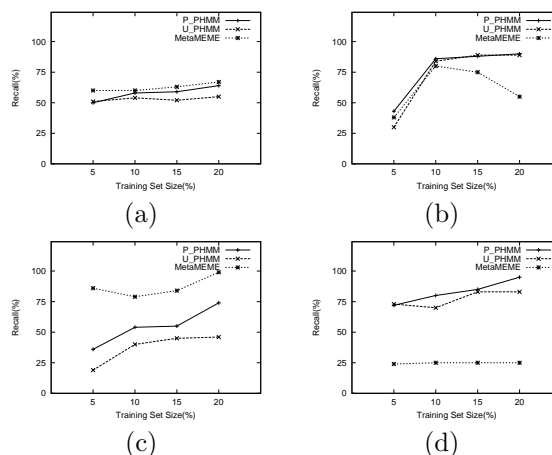 P_PHMM
U_PHMM
MetaMEME
100
75
50
25
0
Recall(%)
5 10 15 20
Training Set Size(%)
(a)
P_PHMM
U_PHMM
MetaMEME
100
75
50
25
0
Recall(%)
5 10 15 20
Training Set Size(%)
(b)
P_PHMM
U_PHMM
MetaMEME
100
75
50
25
0
Recall(%)
5 10 15 20
Training Set Size(%)
(c)
P_PHMM
U_PHMM
MetaMEME
100
75
50
25
0
Recall(%)
5 10 15 20
Training Set Size(%)
(d)